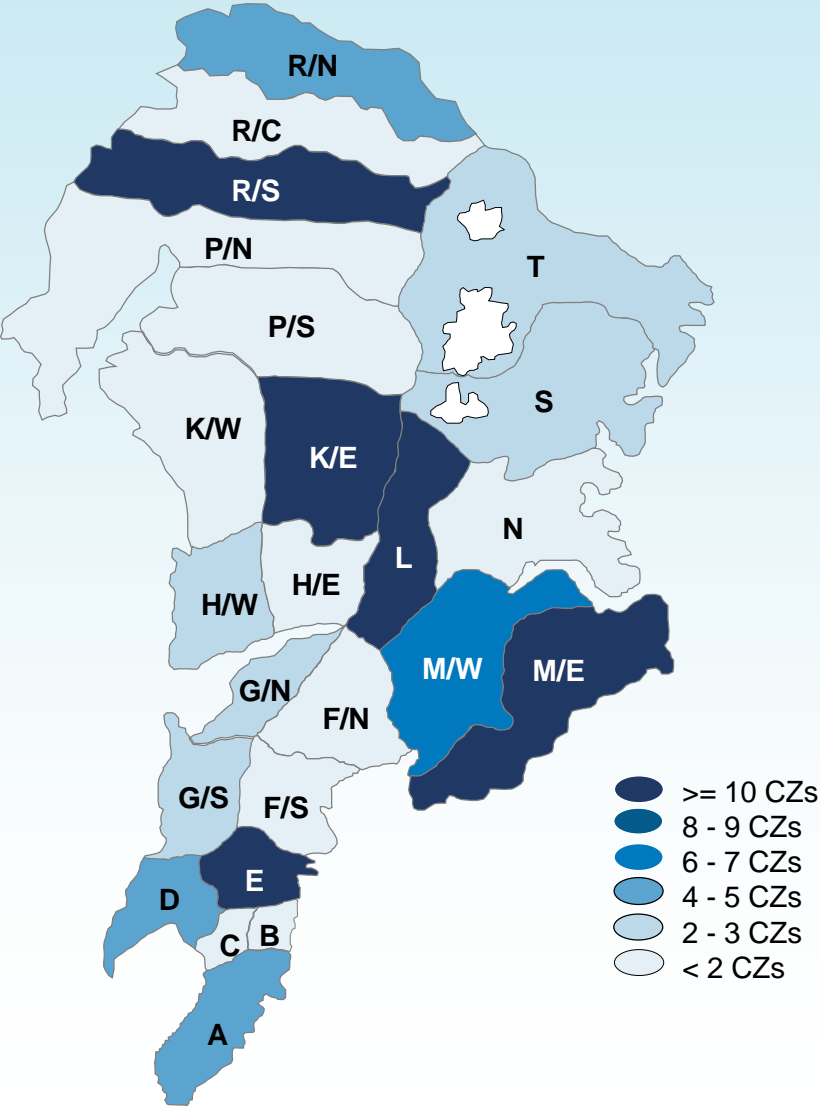 R/N
R/C
R/S
P/N
T
P/S
S
K/W
K/E
N
L
H/E
H/W
M/W
M/E
G/N
F/N
G/S
F/S
>= 10 CZs
8 - 9 CZs
6 - 7 CZs
4 - 5 CZs
2 - 3 CZs
< 2 CZs
E
D
B
C
A